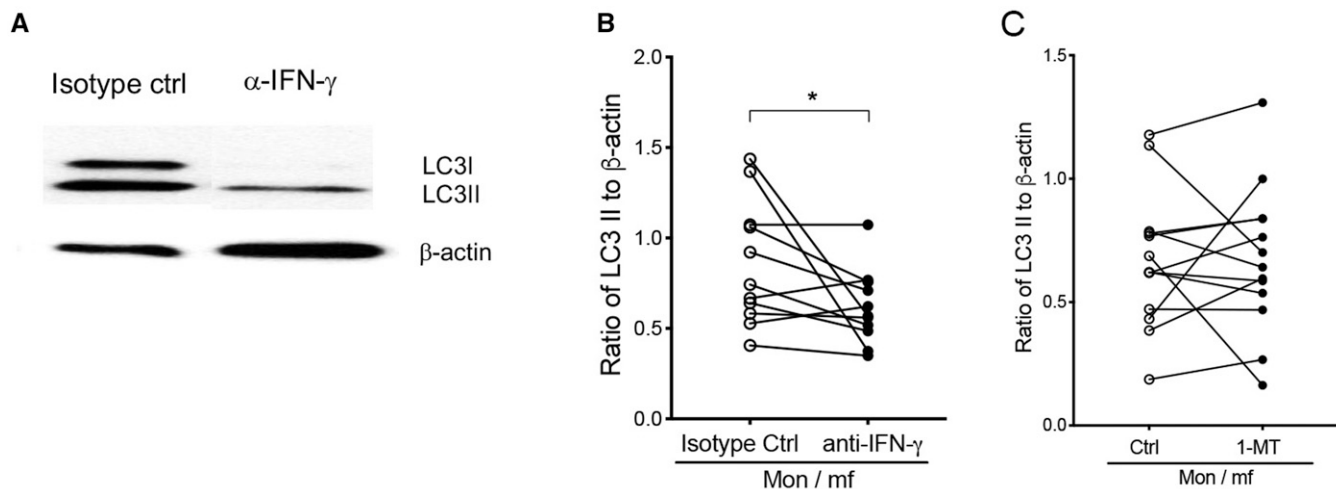 A
Isotype ctrl α-IFN-γ
LC3I
LC3II
β-actin
B
Ratio of LC3 II to β-actin
2.0
1.5
1.0
0.5
0.0
*
Isotype Ctrl anti-IFN-γ
Mon / mf
C
Ratio of LC3 II to β-actin
1.5
1.0
0.5
0.0
Ctrl 1-MT
Mon / mf